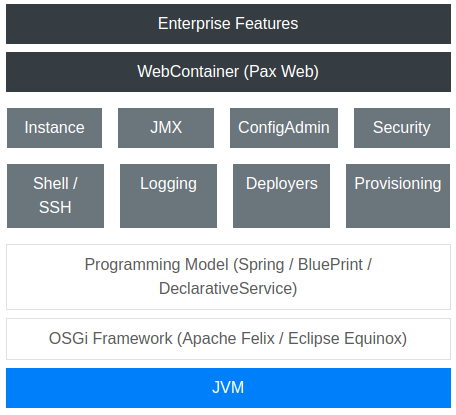 Enterprise Features
WebContainer (Pax Web)
Instance
JMX
ConfigAdmin
Security
Shell /
SSH
Logging
Deployers
Provisioning
Programming Model (Spring / BluePrint /
DeclarativeService)
OSGi Framework (Apache Felix / Eclipse Equinox)
JVM